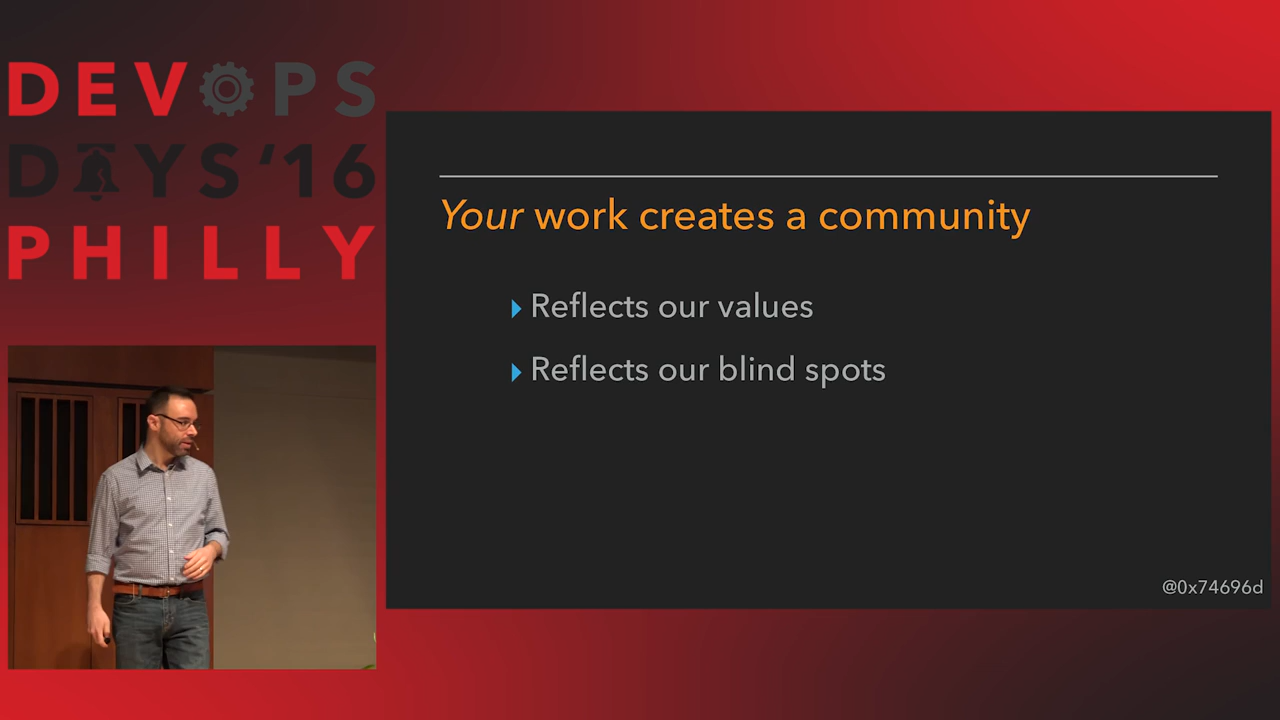 DEVOPS
DAYS '16
PHILLY
Your work creates a community
Reflects our values
Reflects our blind spots
@0x74696d